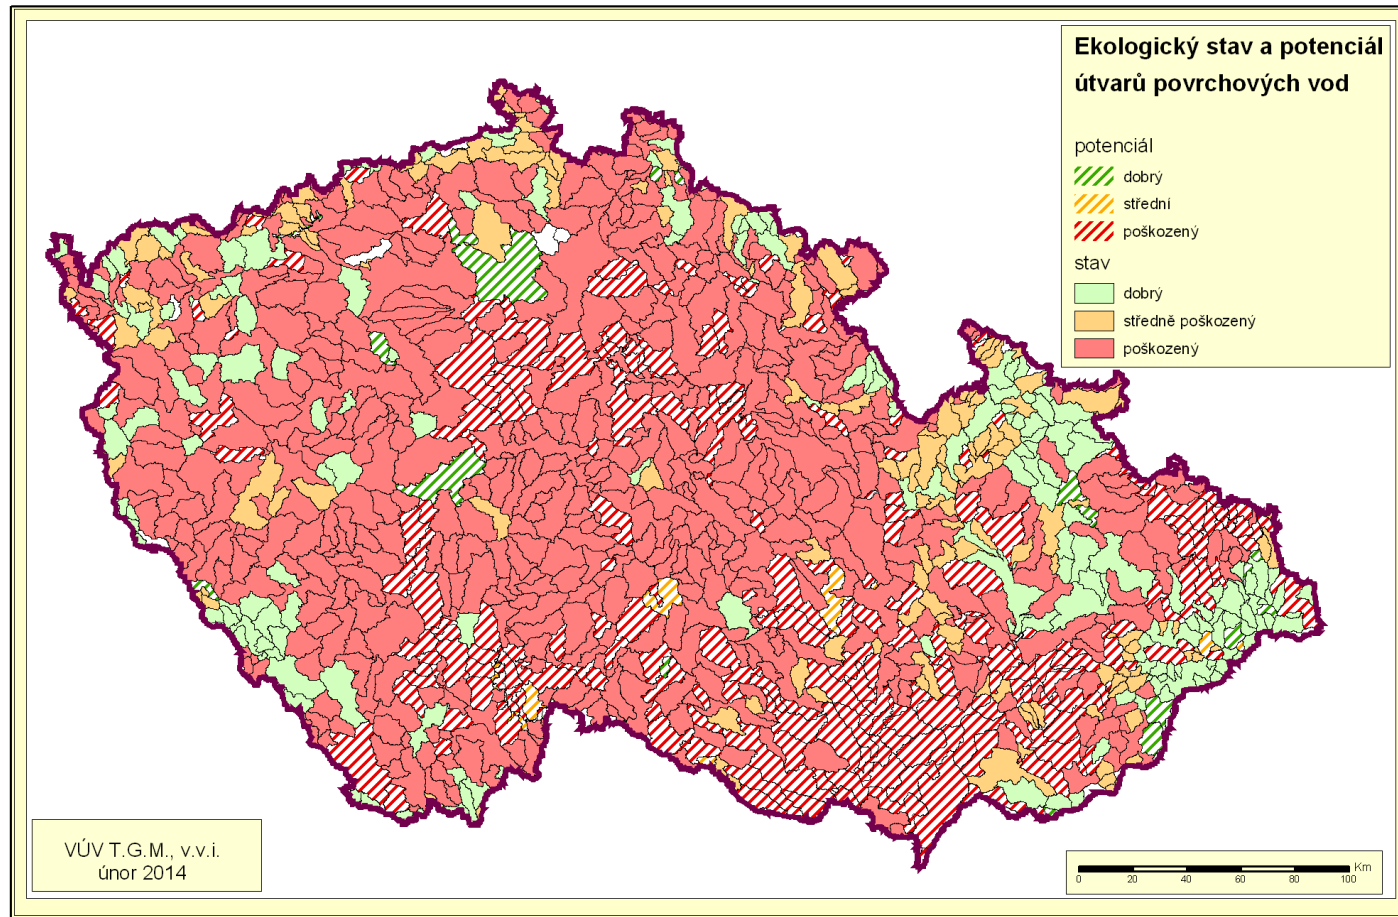 Ekologický stav a potenciál
útvarů povrchových vod
potenciál
dobrý
střední
poškozený
stav
dobrý
středně poškozený
poškozený
VÚV T.G.M., v.v.i.
únor 2014
Km
0 20 40 60 80 100